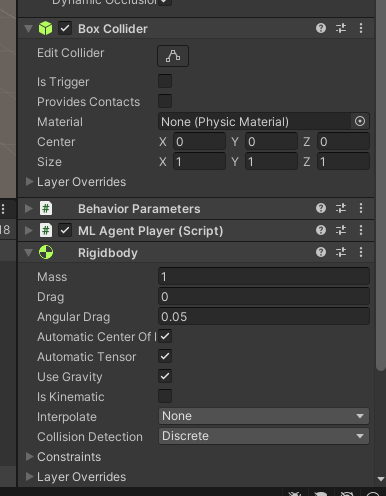 Dynamic Occlusion
Box Collider
Edit Collider
Is Trigger
Provides Contacts
Material None (Physic Material)
Center X 0 Y 0 Z 0
Size X 1 Y 1 Z 1
Layer Overrides
Behavior Parameters
18
# ML Agent Player (Script)
Rigidbody
Mass 1
Drag 0
Angular Drag 0.05
Automatic Center Of
Automatic Tensor
Use Gravity
Is Kinematic
Interpolate None
Collision Detection Discrete
Constraints
Layer Overrides